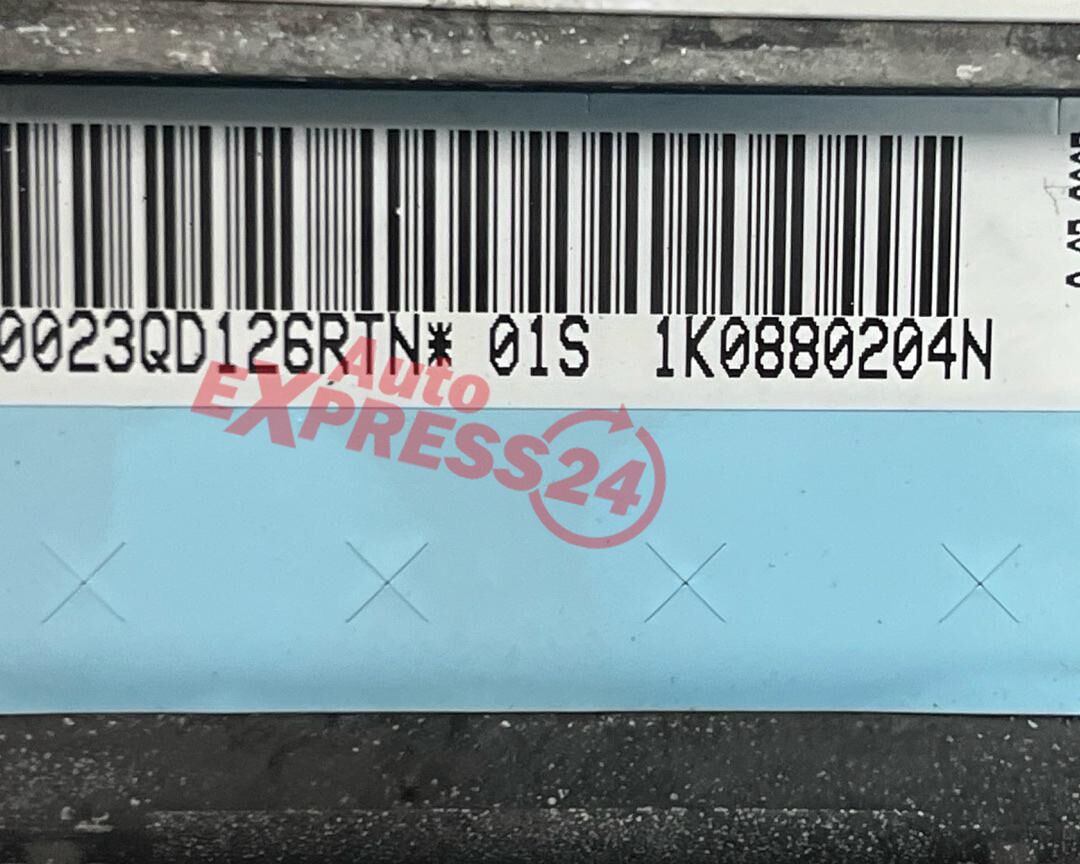 0023QD126RTN* 01S 1K0880204N
Auto
EXPRESS24